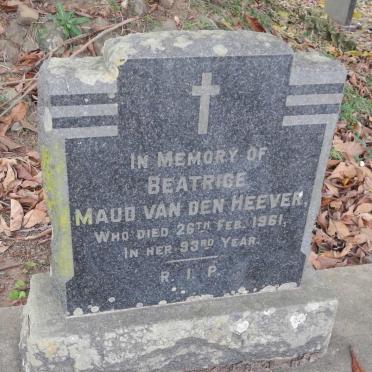 IN MEMORY OF
BEATRICE
MAUD VAN DEN HEEVER,
WHO DIED 26TH FEB. 1961,
IN HER 93RD YEAR.
R.I.P.